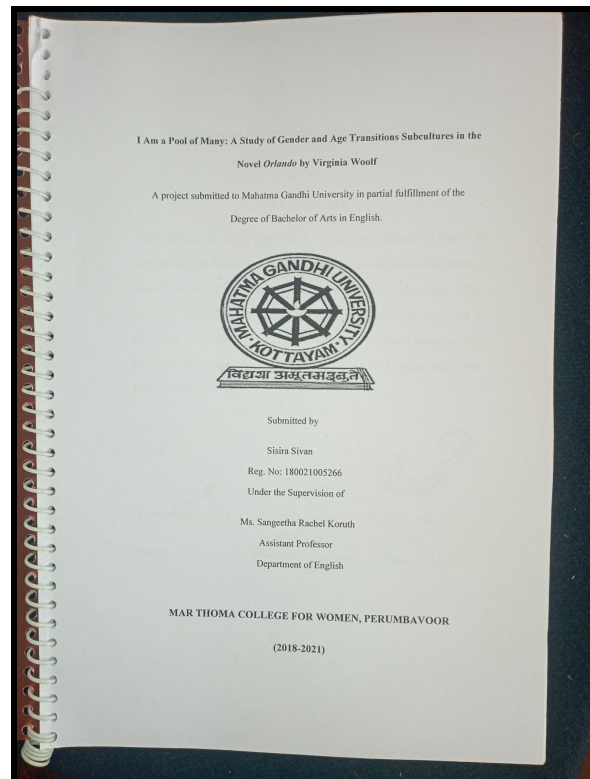 I Am a Pool of Many: A Study of Gender and Age Transitions Subcultures in the
Novel Orlando by Virginia Woolf
A project submitted to Mahatma Gandhi University in partial fulfillment of the
Degree of Bachelor of Arts in English.
MAHATMA GANDHI UNIVERSITY
· KOTTAYAM ·
विद्यया अमृतमश्नुते
Submitted by
Sisira Sivan
Reg. No: 180021005266
Under the Supervision of
Ms. Sangeetha Rachel Koruth
Assistant Professor
Department of English
MAR THOMA COLLEGE FOR WOMEN, PERUMBAVOOR
(2018-2021)